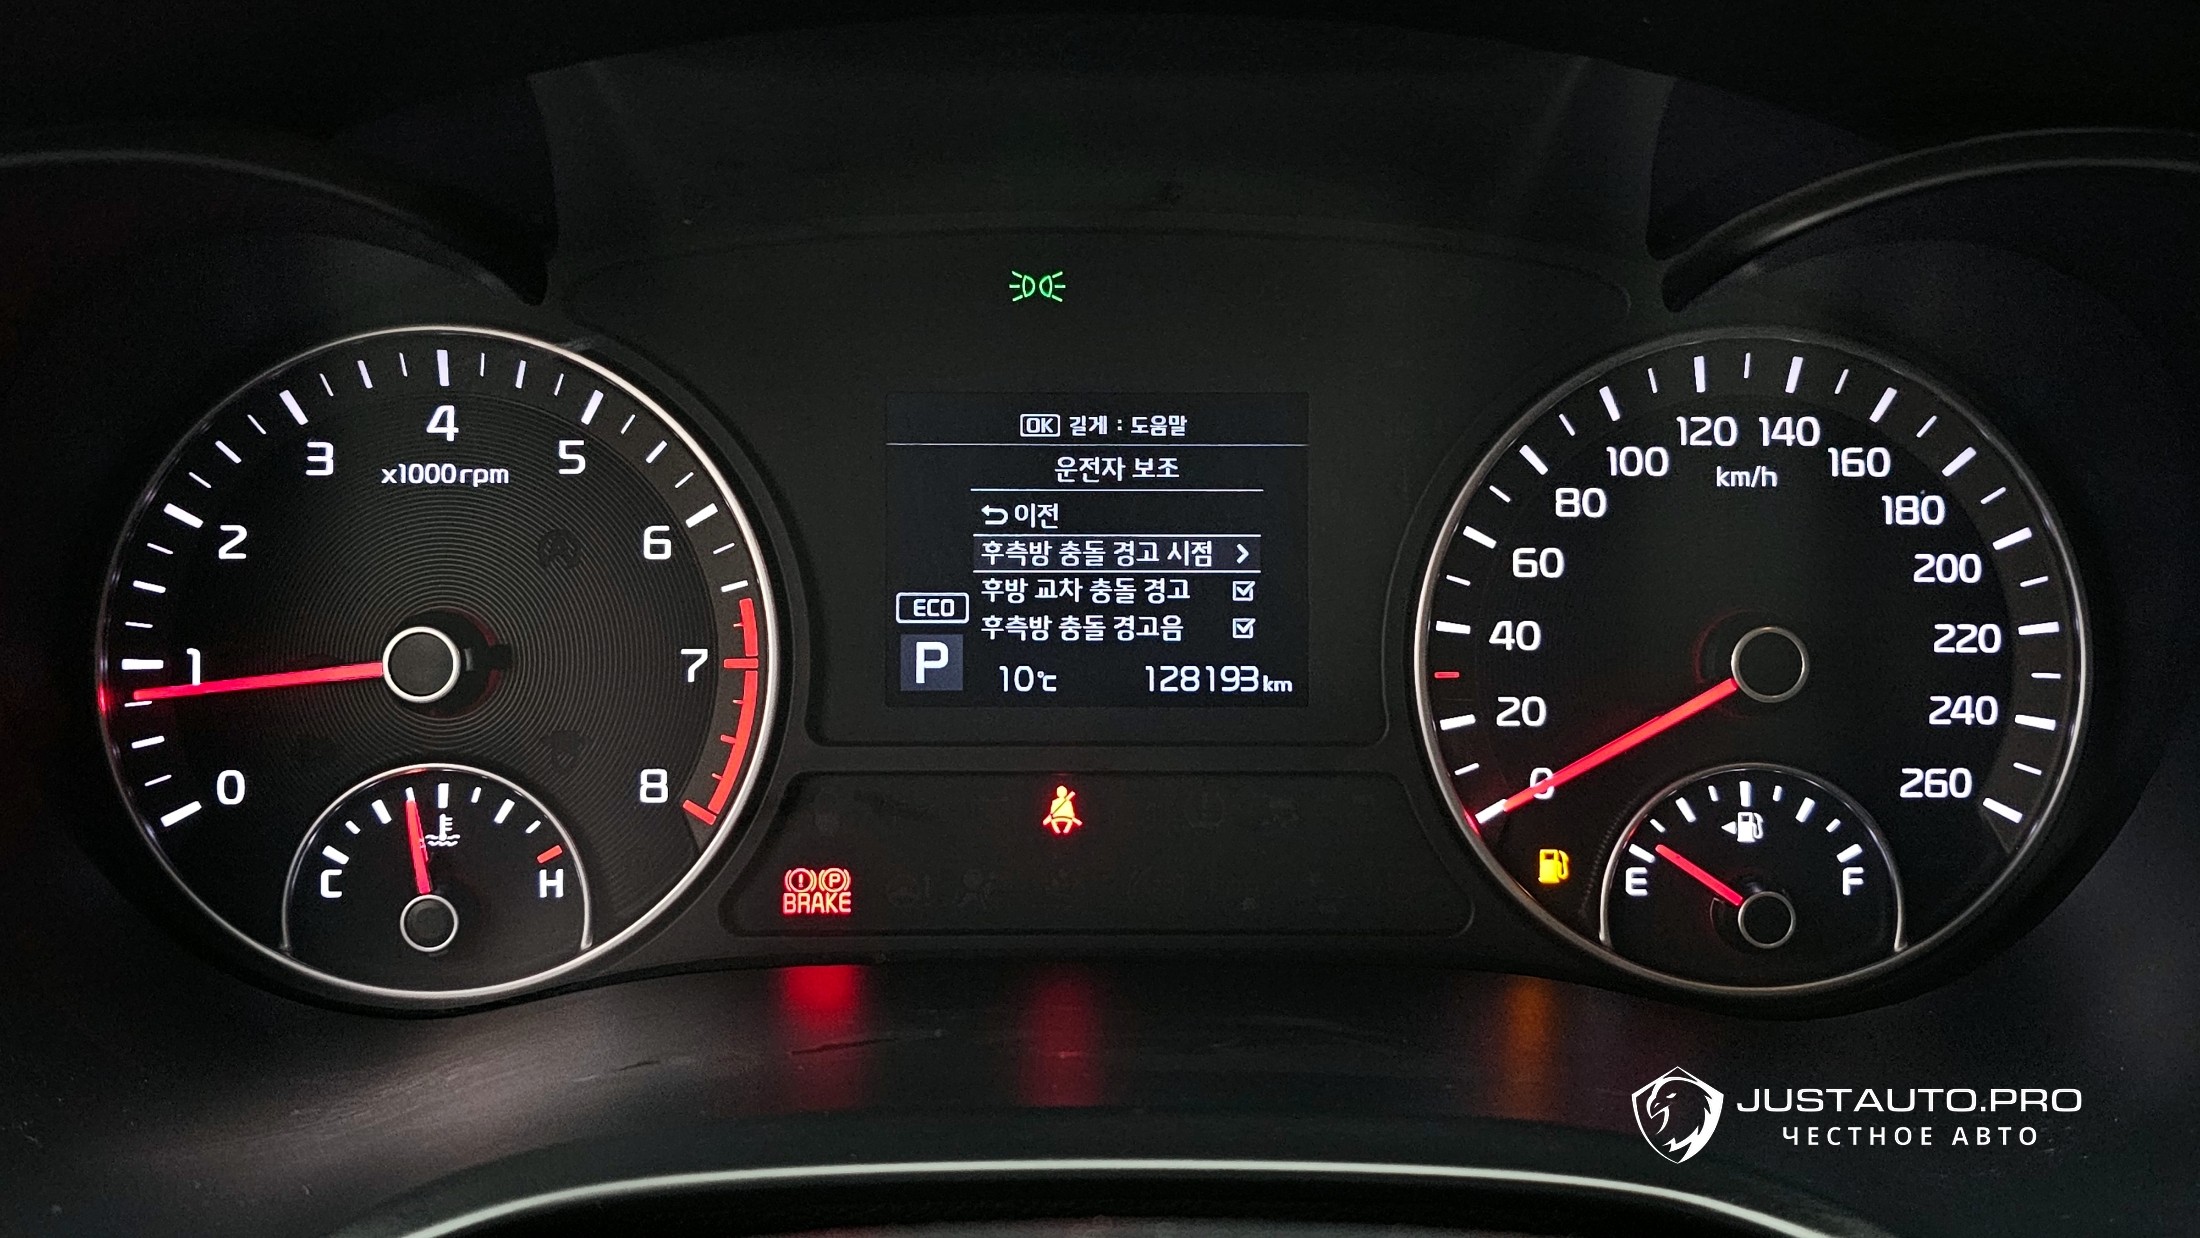 OK 길게 : 도움말
운전자 보조
이전
후측방 충돌 경고 시점
후방 교차 충돌 경고
후측방 충돌 경고음
ECO
P
10℃ 128193km
0 1 2 3 4 5 6 7 8
x1000rpm
C H
BRAKE
0 20 40 60 80 100 120 140 160 180 200 220 240 260
km/h
E F
JUSTAUTO.PRO
ЧЕСТНОЕ АВТО